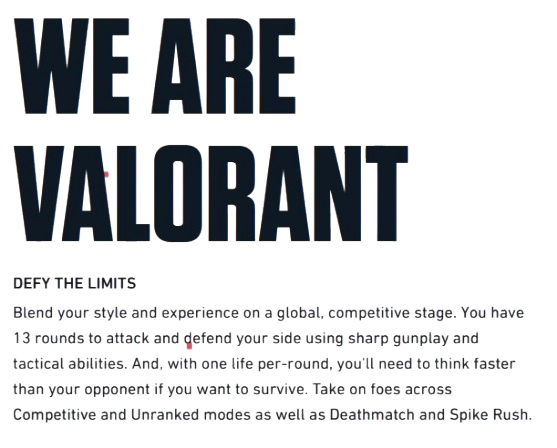 WE ARE
VALORANT
DEFY THE LIMITS
Blend your style and experience on a global, competitive stage. You have
13 rounds to attack and defend your side using sharp gunplay and
tactical abilities. And, with one life per-round, you'll need to think faster
than your opponent if you want to survive. Take on foes across
Competitive and Unranked modes as well as Deathmatch and Spike Rush.